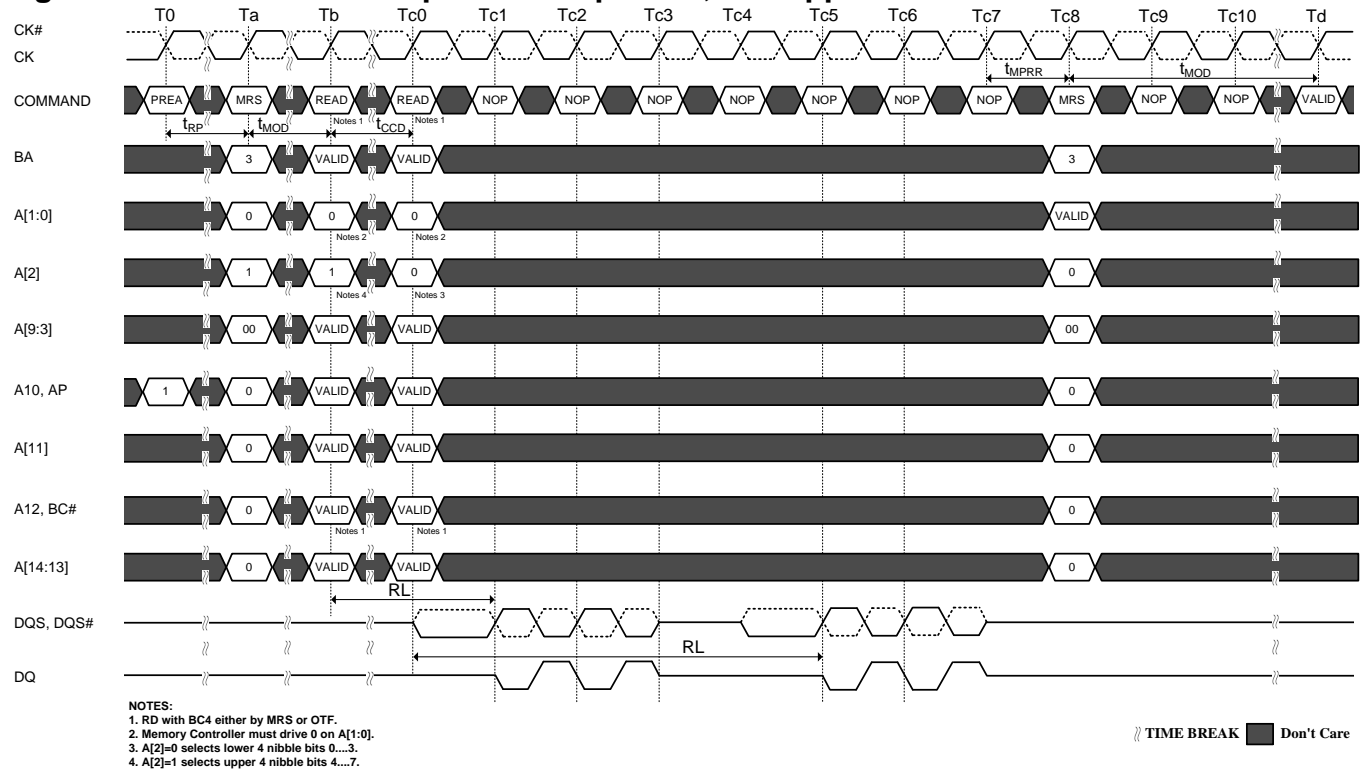 T0 Ta Tb Tc0 Tc1 Tc2 Tc3 Tc4 Tc5 Tc6 Tc7 Tc8 Tc9 Tc10 Td
CK#
CK
tMPRR tMOD
COMMAND PREA MRS READ READ NOP NOP NOP NOP NOP NOP NOP MRS NOP NOP VALID
Notes 1 Notes 1
tRP tMOD tCCD
BA 3 VALID VALID 3
A[1:0] 0 0 0 VALID
Notes 2 Notes 2
A[2] 1 1 0 0
Notes 4 Notes 3
A[9:3] 00 VALID VALID 00
A10, AP 1 0 VALID VALID 0
A[11] 0 VALID VALID 0
A12, BC# 0 VALID VALID 0
Notes 1 Notes 1
A[14:13] 0 VALID VALID 0
RL
DQS, DQS#
RL
DQ
NOTES:
1. RD with BC4 either by MRS or OTF.
2. Memory Controller must drive 0 on A[1:0].
3. A[2]=0 selects lower 4 nibble bits 0....3.
4. A[2]=1 selects upper 4 nibble bits 4....7.
TIME BREAK Don't Care